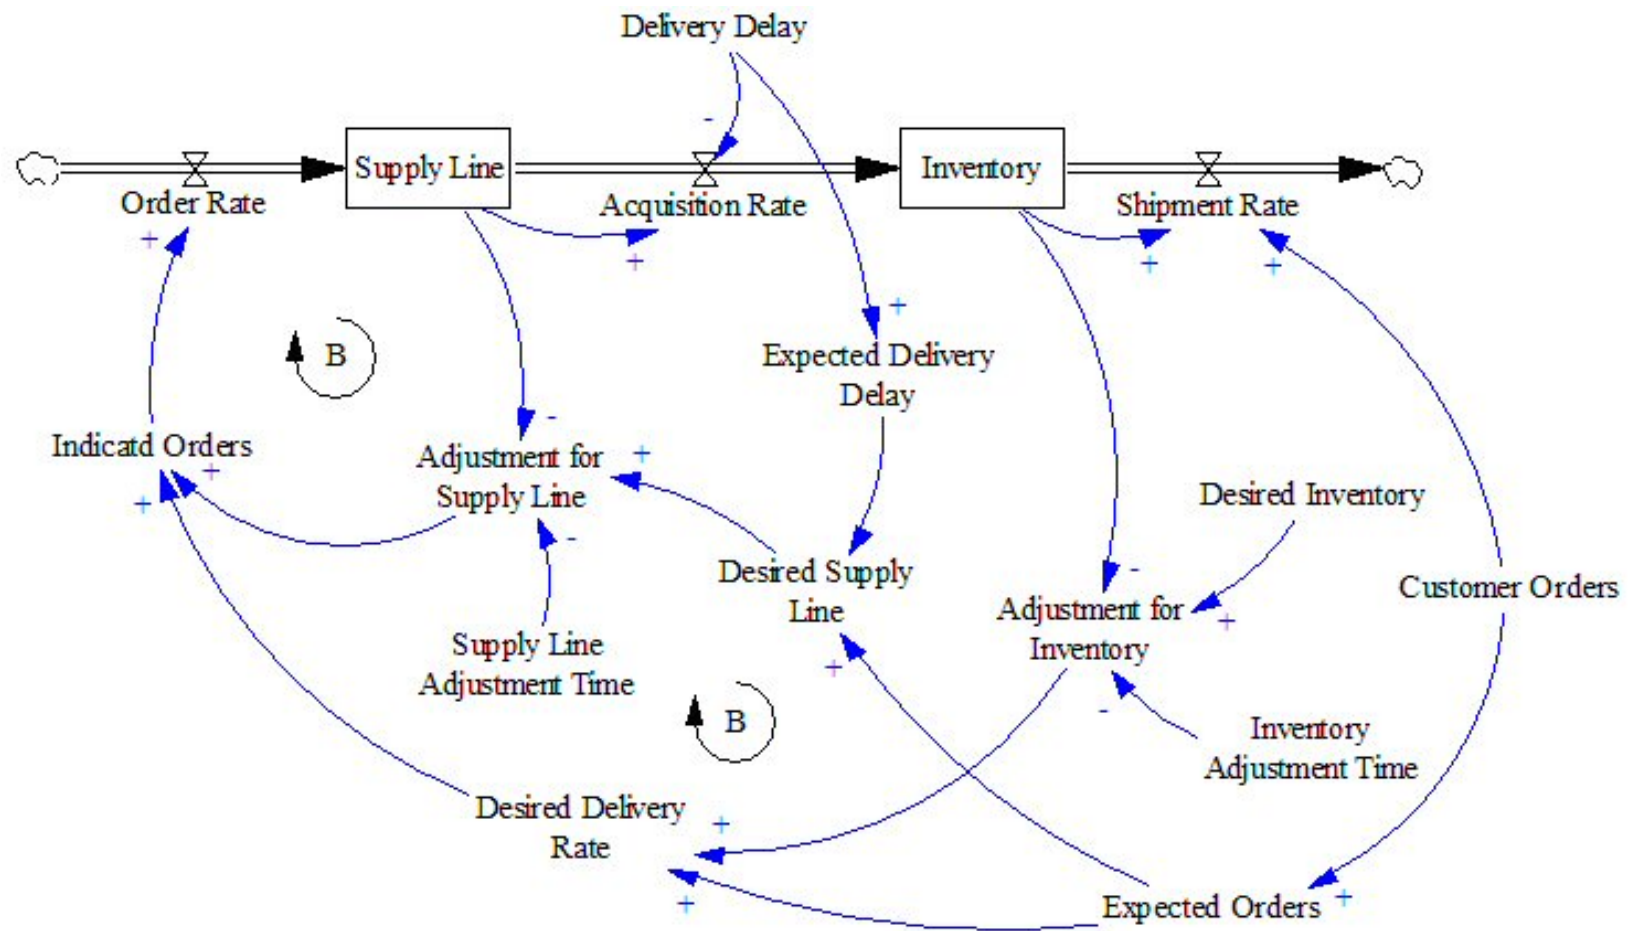 Delivery Delay
-
Supply Line
Inventory
Order Rate
Acquisition Rate
Shipment Rate
+
+
+
+
+
B
Expected Delivery
Delay
-
Indicatd Orders
+
+
Adjustment for
Supply Line
+
-
Desired Inventory
Desired Supply
Line
-
Customer Orders
Adjustment for
Inventory
+
Supply Line
Adjustment Time
+
-
B
Inventory
Adjustment Time
Desired Delivery
Rate
+
+
Expected Orders
+